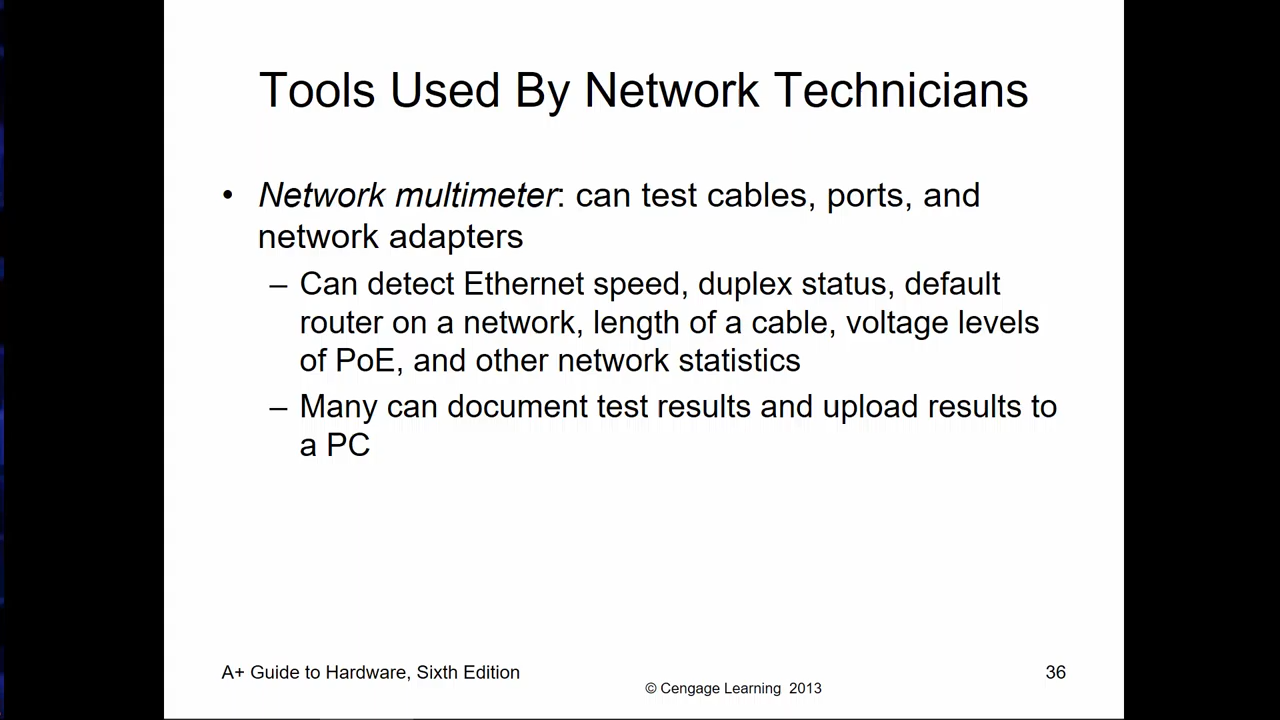 Tools Used By Network Technicians
• Network multimeter: can test cables, ports, and
network adapters
– Can detect Ethernet speed, duplex status, default
router on a network, length of a cable, voltage levels
of PoE, and other network statistics
– Many can document test results and upload results to
a PC
A+ Guide to Hardware, Sixth Edition
36
© Cengage Learning 2013